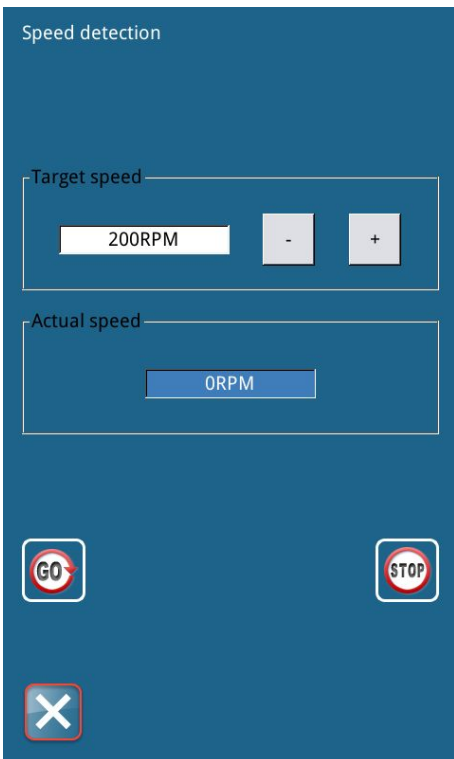 Speed detection
Target speed
200RPM
-
+
Actual speed
0RPM
GO
STOP